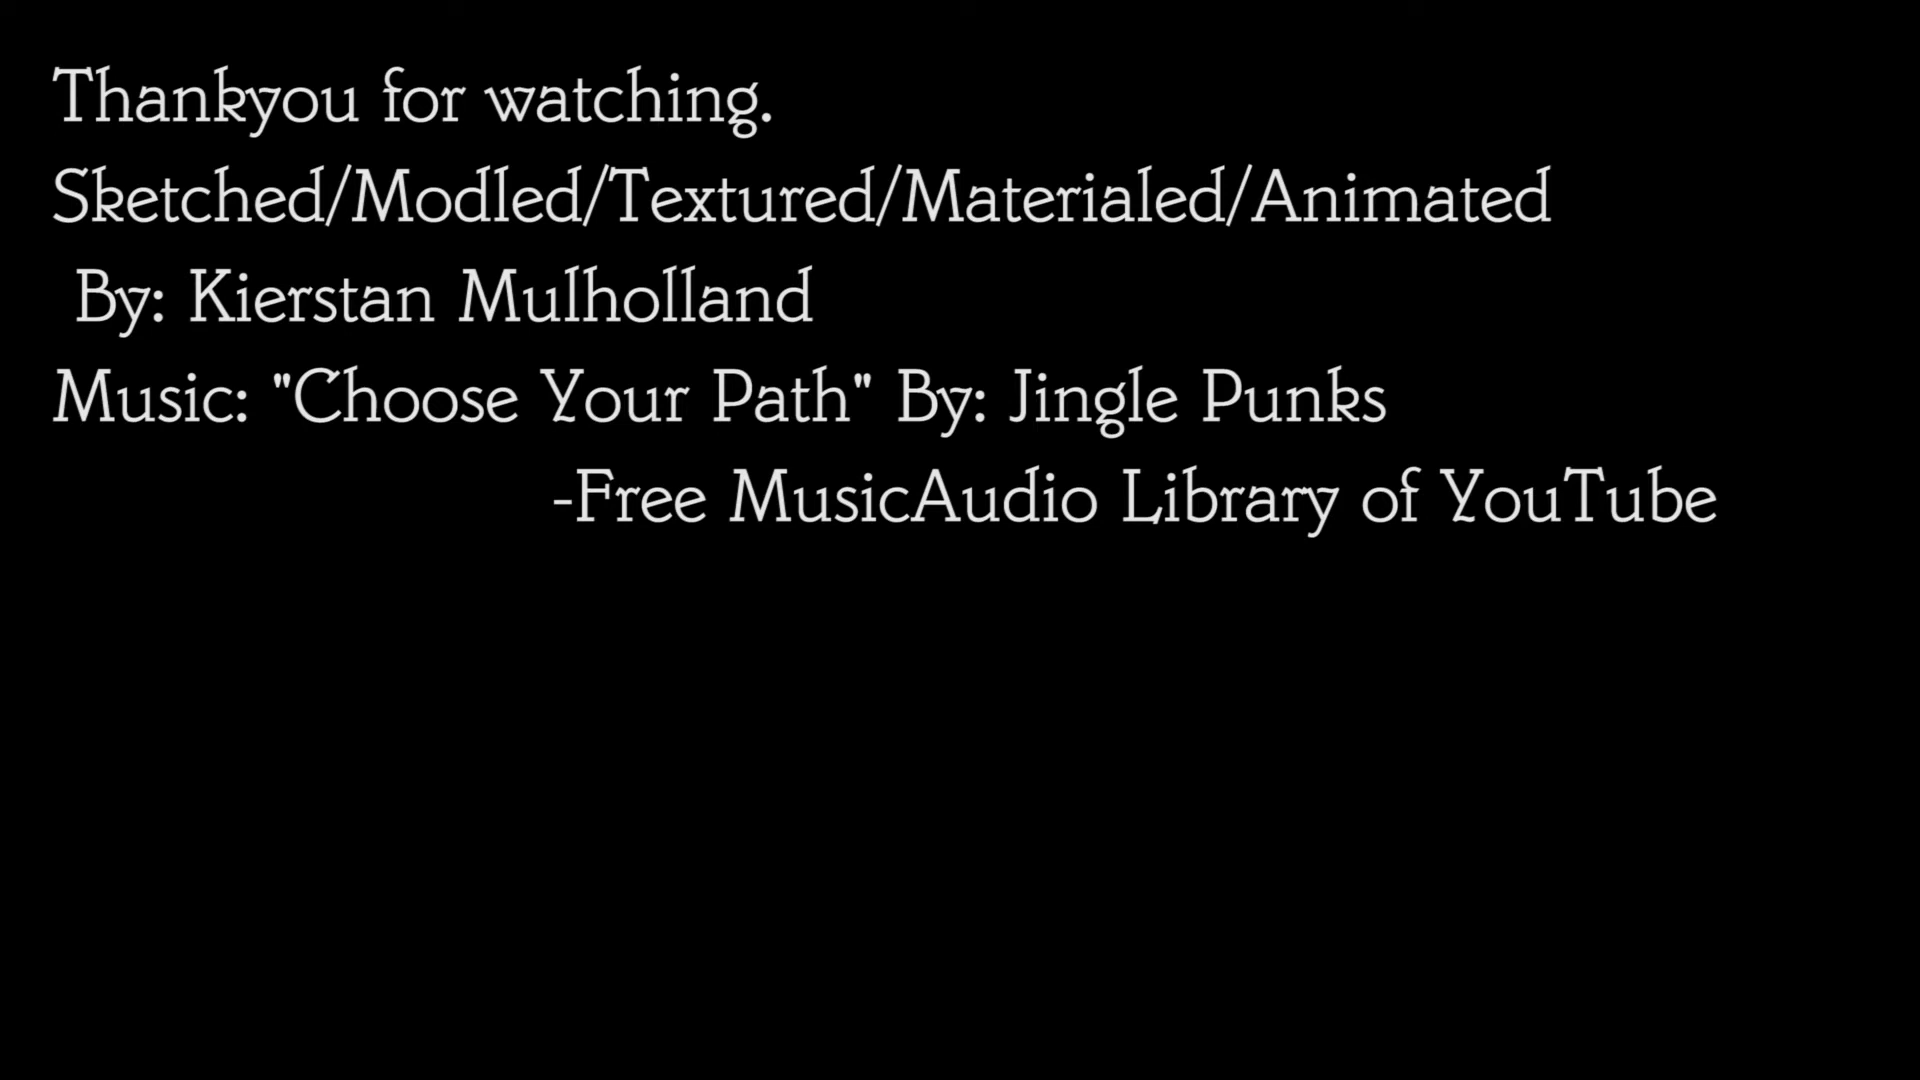 Thankyou for watching.
Sketched/Modled/Textured/Materialed/Animated
By: Kierstan Mulholland
Music: "Choose Your Path" By: Jingle Punks
-Free MusicAudio Library of YouTube